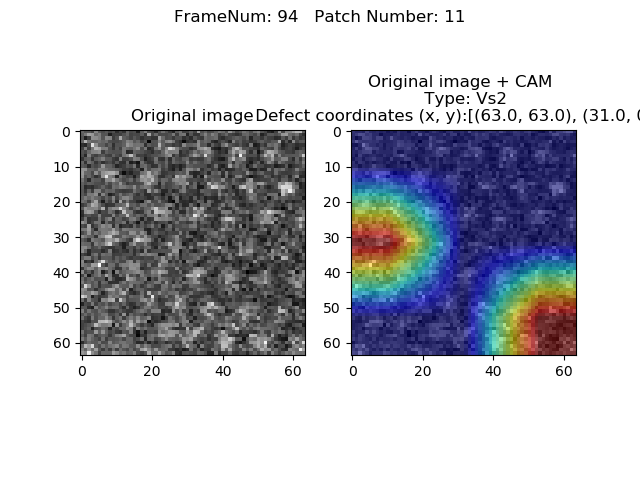 FrameNum: 94   Patch Number: 11
Original image + CAM
Type: Vs2
Original image
Defect coordinates (x, y):[(63.0, 63.0), (31.0, 0
0
10
20
30
40
50
60
0 20 40 60
0
10
20
30
40
50
60
0 20 40 60